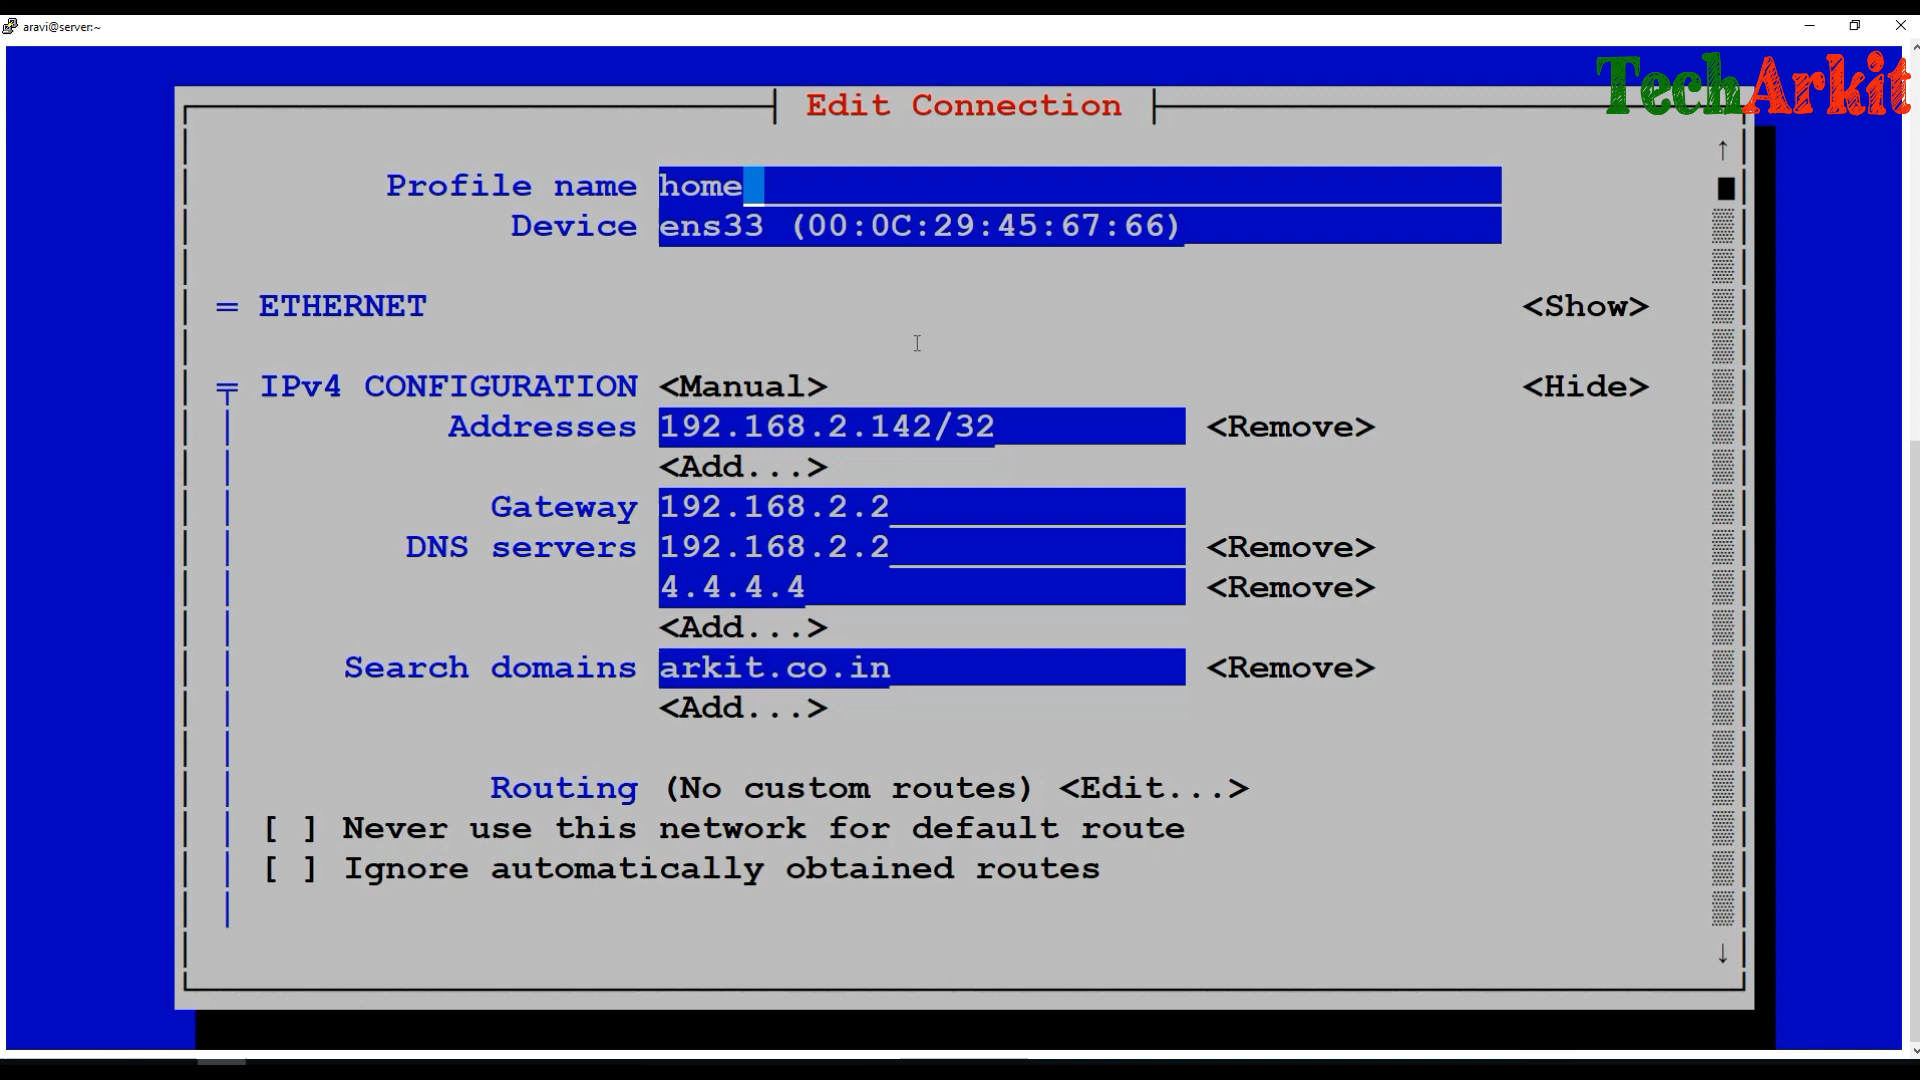 aravi@server:~
TechArkit
Edit Connection
Profile name home
Device ens33 (00:0C:29:45:67:66)
= ETHERNET <Show>
╤ IPv4 CONFIGURATION <Manual> <Hide>
Addresses 192.168.2.142/32 <Remove>
<Add...>
Gateway 192.168.2.2
DNS servers 192.168.2.2 <Remove>
4.4.4.4 <Remove>
<Add...>
Search domains arkit.co.in <Remove>
<Add...>
Routing (No custom routes) <Edit...>
[ ] Never use this network for default route
[ ] Ignore automatically obtained routes